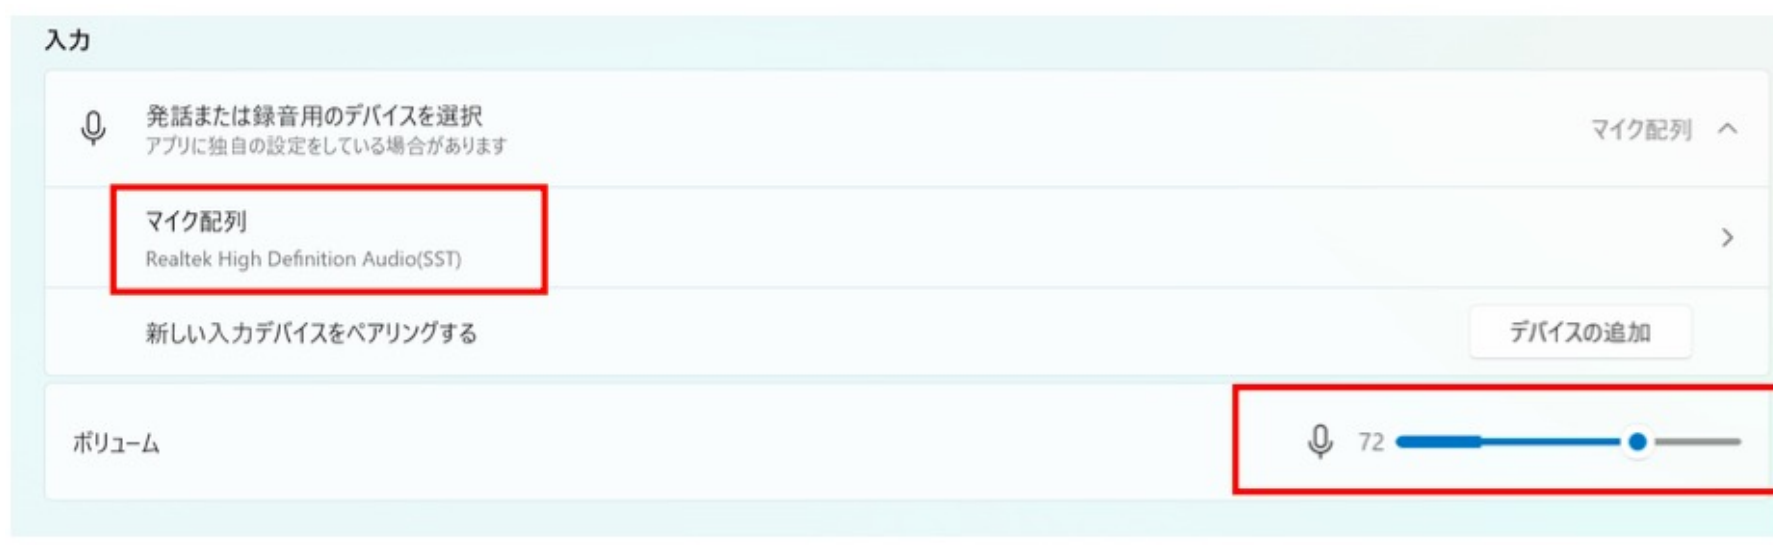 入力
発話または録音用のデバイスを選択
アプリに独自の設定をしている場合があります
マイク配列
マイク配列
Realtek High Definition Audio(SST)
新しい入力デバイスをペアリングする
デバイスの追加
ボリューム
72